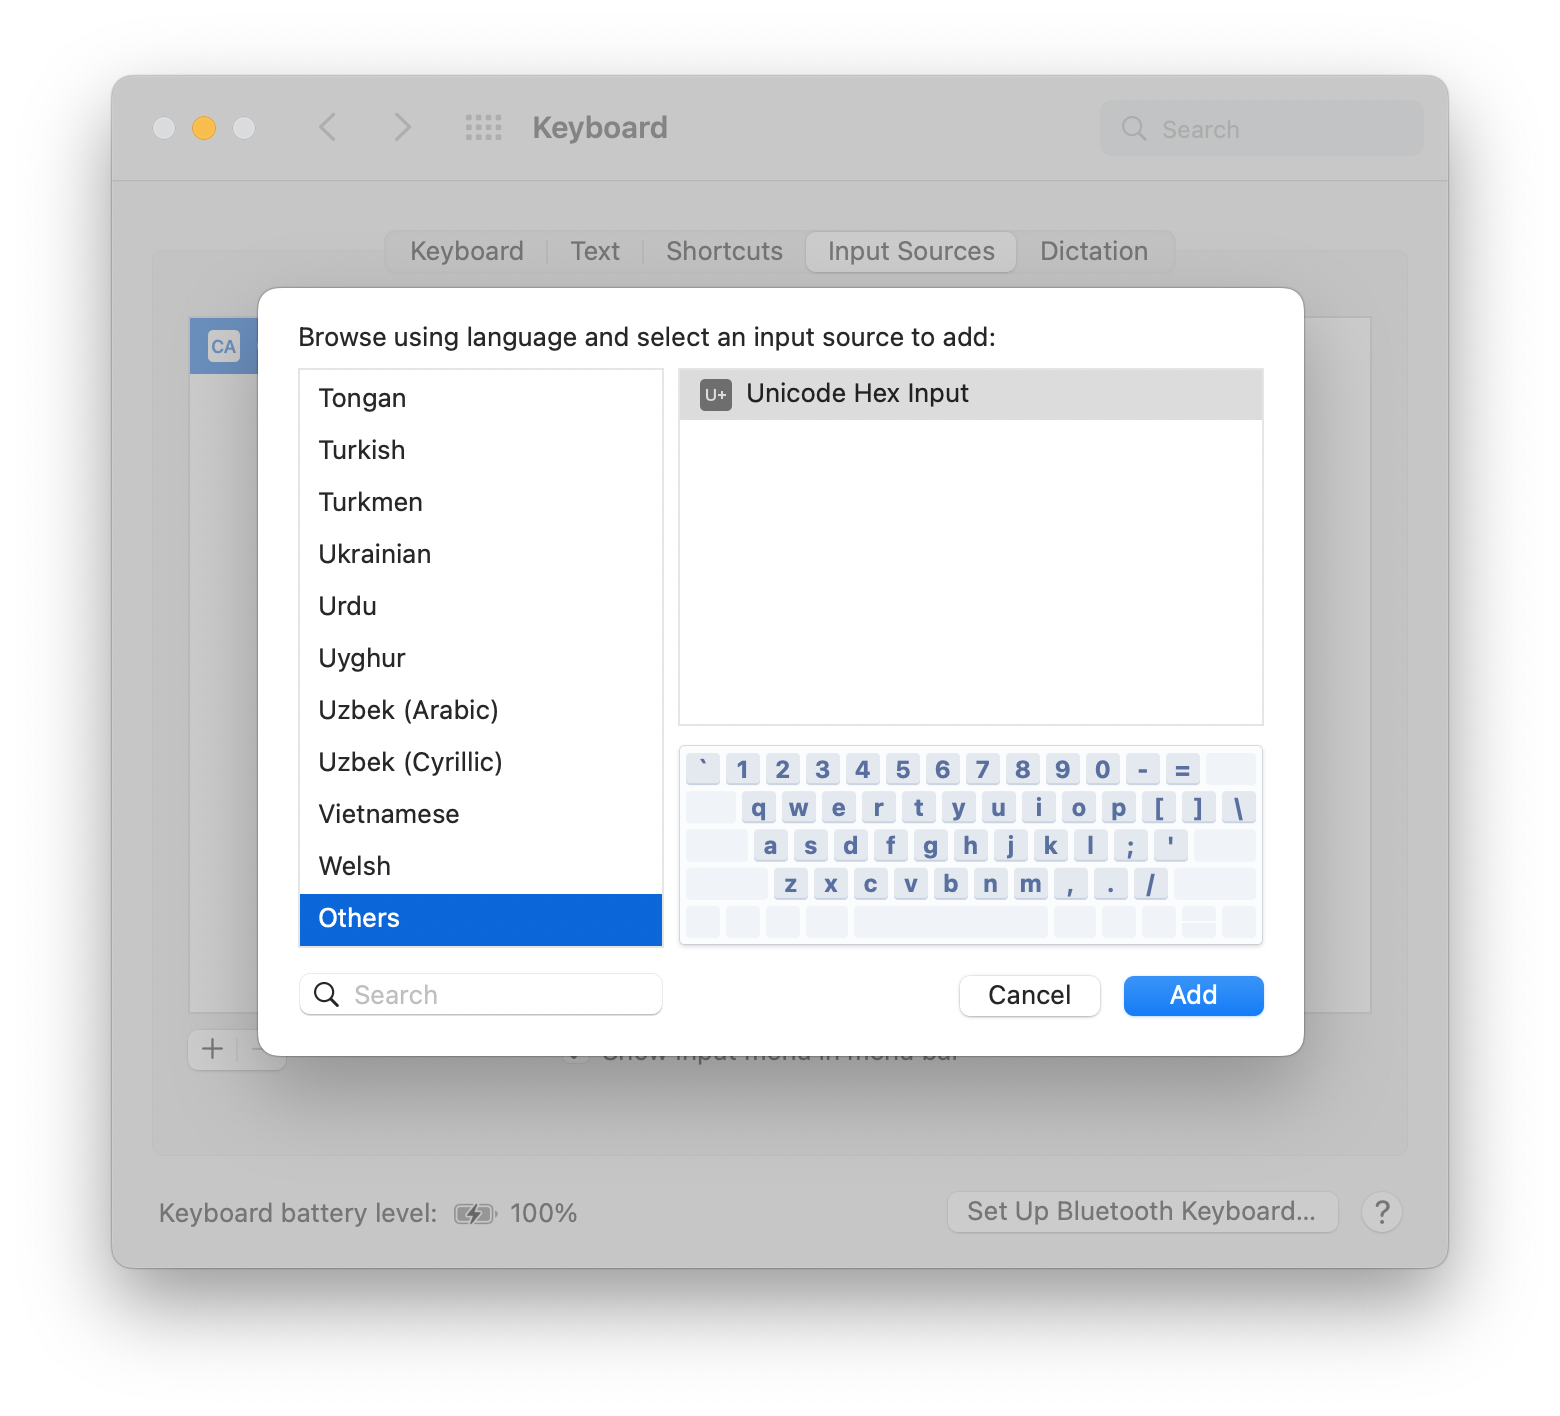 Keyboard
Search
Keyboard Text Shortcuts Input Sources Dictation
CA
Browse using language and select an input source to add:
Tongan
Turkish
Turkmen
Ukrainian
Urdu
Uyghur
Uzbek (Arabic)
Uzbek (Cyrillic)
Vietnamese
Welsh
Others
Search
U+ Unicode Hex Input
` 1 2 3 4 5 6 7 8 9 0 - =
q w e r t y u i o p [ ] \
a s d f g h j k l ; '
z x c v b n m , . /
Cancel Add
Show input menu in menu bar
Keyboard battery level: 100%
Set Up Bluetooth Keyboard... ?